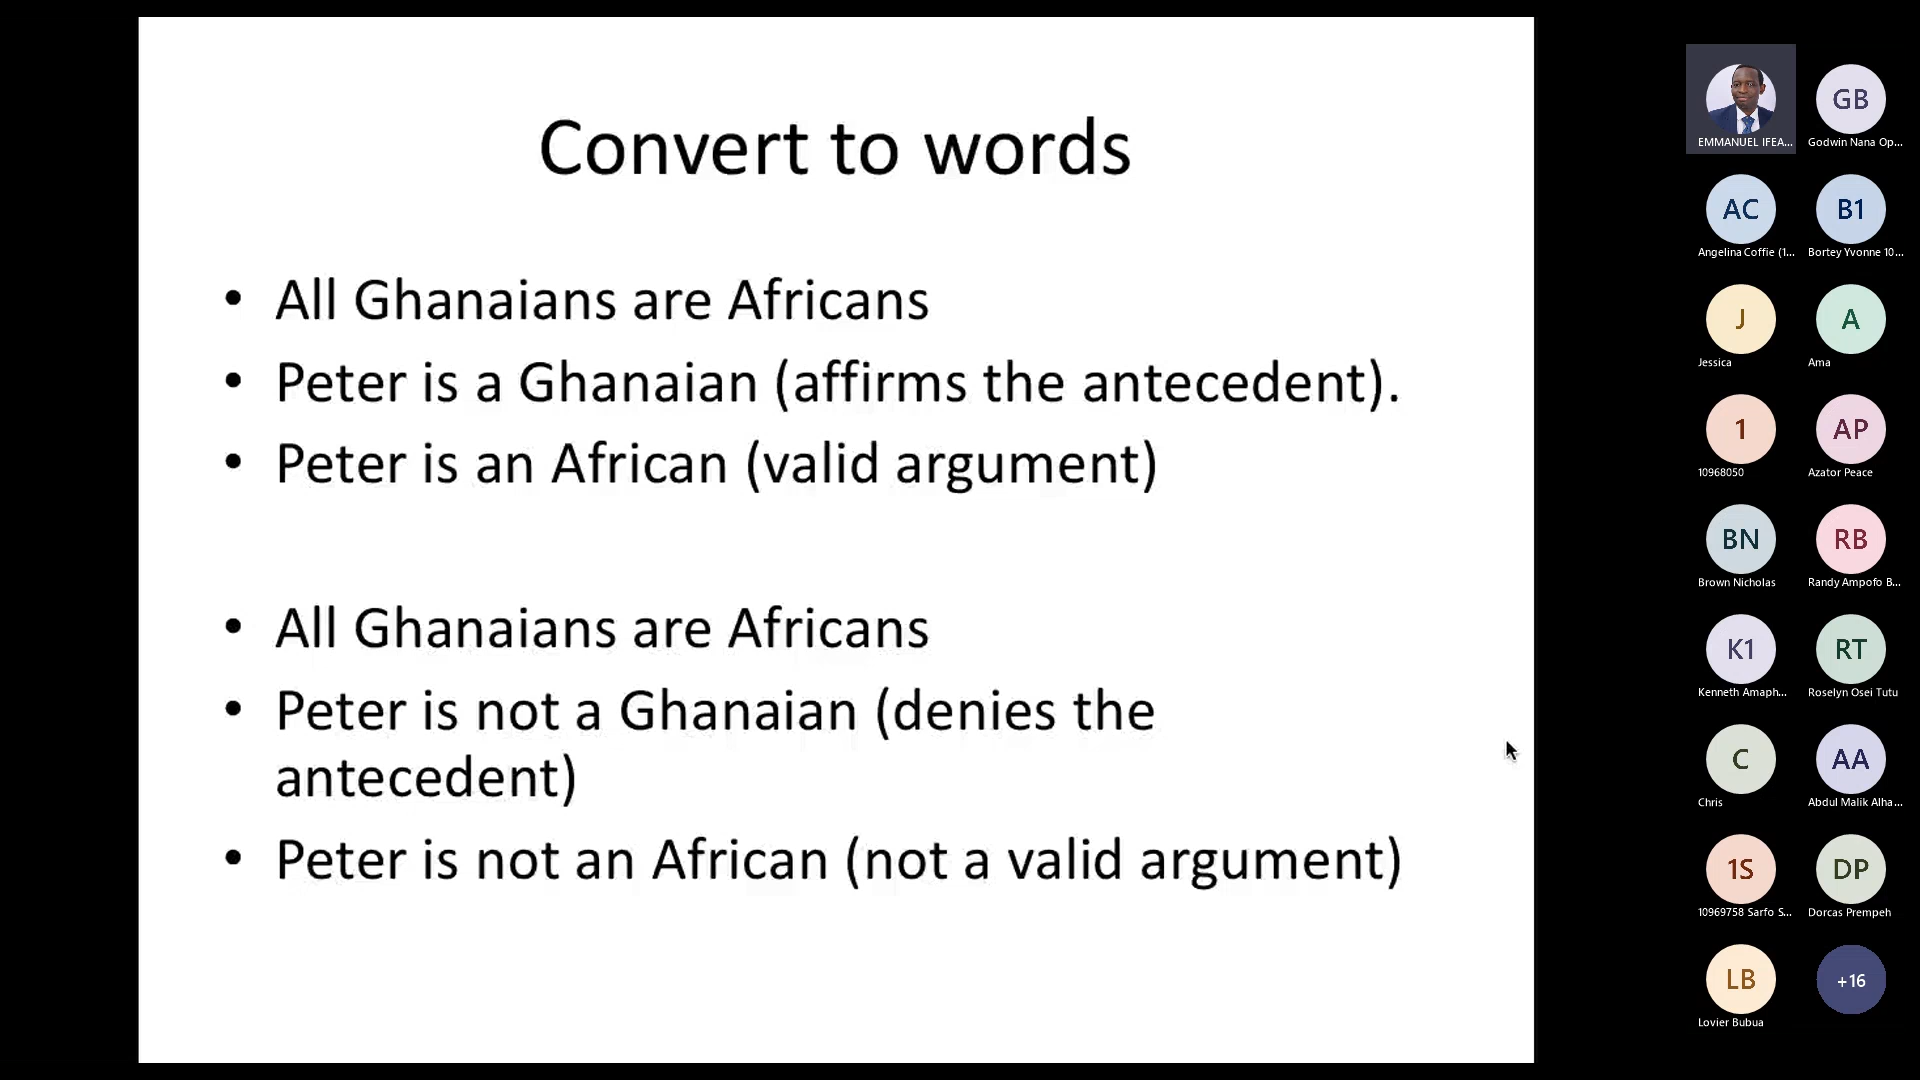 Convert to words
• All Ghanaians are Africans
• Peter is a Ghanaian (affirms the antecedent).
• Peter is an African (valid argument)
• All Ghanaians are Africans
• Peter is not a Ghanaian (denies the
antecedent)
• Peter is not an African (not a valid argument)
EMMANUEL IFEA...
GB
Godwin Nana Op...
AC
Angelina Coffie (1...
B1
Bortey Yvonne 10...
J
Jessica
A
Ama
1
10968050
AP
Azator Peace
BN
Brown Nicholas
RB
Randy Ampofo B...
K1
Kenneth Amaph...
RT
Roselyn Osei Tutu
C
Chris
AA
Abdul Malik Alha...
1S
10969758 Sarfo S...
DP
Dorcas Prempeh
LB
Lovier Bubua
+16